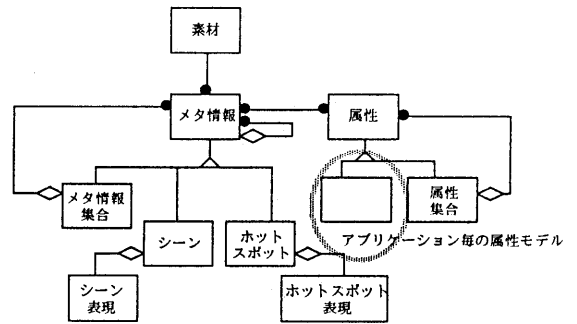 素材
メタ情報
属性
メタ情報
集合
属性
集合
シーン
ホット
スポット
アプリケーション毎の属性モデル
シーン
表現
ホットスポット
表現